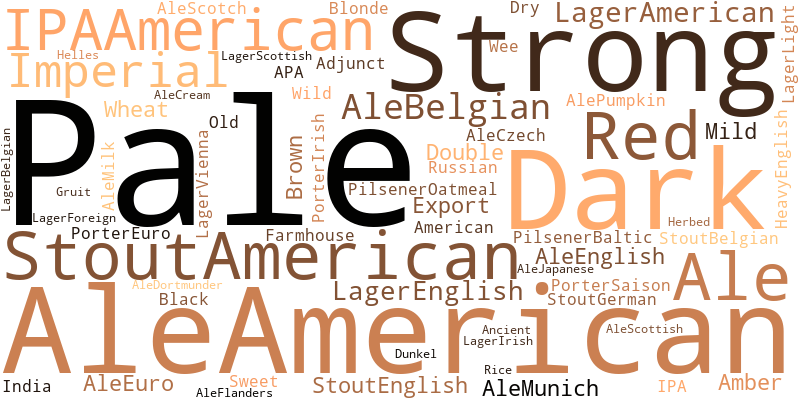 AleScotch
Blonde
Dry
LagerAmerican
LagerLight
IPAAmerican
Strong
Helles
LagerScottish
Wee
Imperial
APA
Adjunct
AleCream
Wild
AleBelgian
AlePumpkin
Wheat
Old
Pale
Red
Mild
HeavyEnglish
LagerBelgian
AleMilk
LagerVienna
Brown
PorterIrish
AleCzech
Double
Russian
Dark
Gruit
PilsenerOatmeal
Export
LagerForeign
PorterEuro
Farmhouse
American
Herbed
PilsenerBaltic
StoutBelgian
StoutAmerican
AleEnglish
AleJapanese
Ale
AleDortmunder
Black
LagerEnglish
PorterSaison
StoutGerman
AleAmerican
Ancient
AleScottish
LagerIrish
Dunkel
Rice
India
AleEuro
AleFlanders
Sweet
StoutEnglish
AleMunich
IPA
Amber